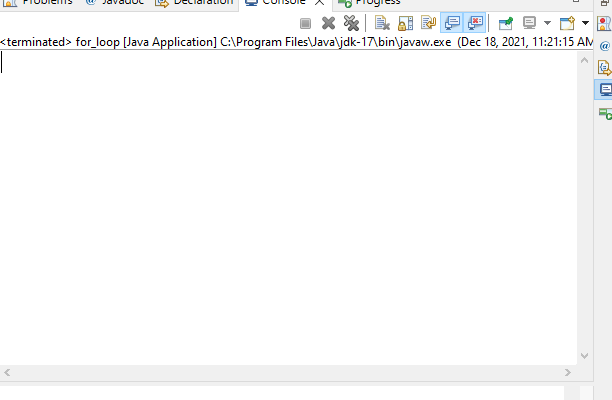 Problems Javadoc Declaration Console Progress
<terminated> for_loop [Java Application] C:\Program Files\Java\jdk-17\bin\javaw.exe (Dec 18, 2021, 11:21:15 AM